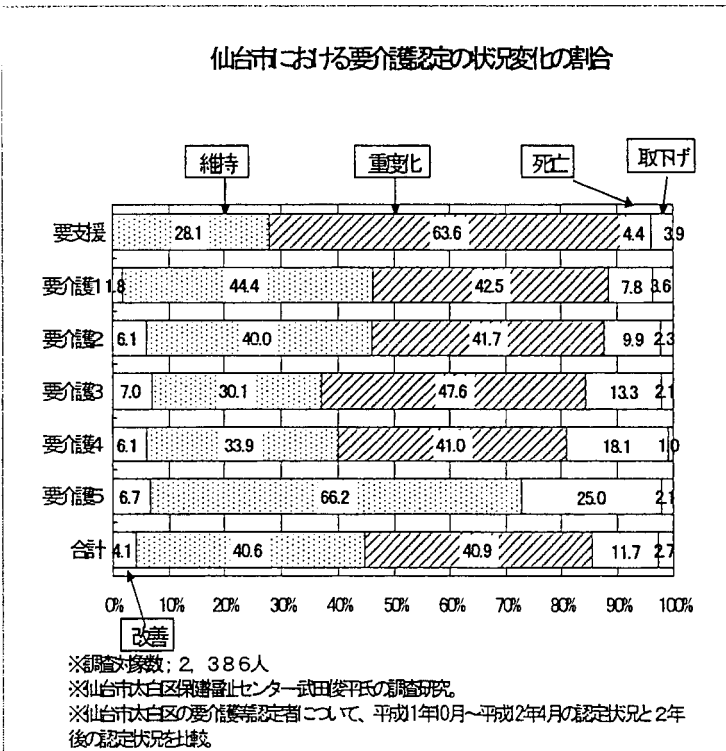 仙台市における要介護認定の状況変化の割合
維持 重度化 死亡 取下げ
要支援 28.1 63.6 4.4 3.9
要介護1 1.8 44.4 42.5 7.8 3.6
要介護2 6.1 40.0 41.7 9.9 2.3
要介護3 7.0 30.1 47.6 13.3 2.1
要介護4 6.1 33.9 41.0 18.1 1.0
要介護5 6.7 66.2 25.0 2.1
合計 4.1 40.6 40.9 11.7 2.7
0% 10% 20% 30% 40% 50% 60% 70% 80% 90% 100%
改善
※調査対象数；2，386人
※仙台市太白区保健福祉センター武田俊平氏の調査研究。
※仙台市太白区の要介護等認定者について、平成11年10月～平成12年4月の認定状況と2年
後の認定状況を比較。